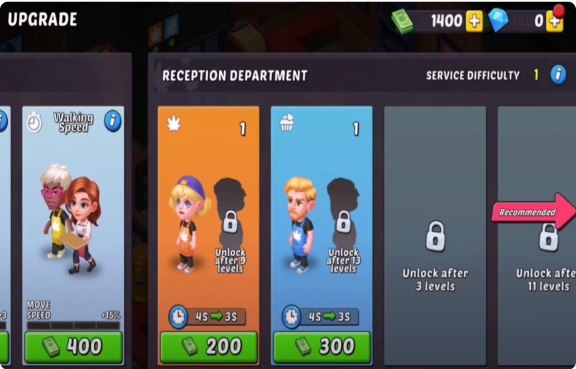 UPGRADE
1400
0
RECEPTION DEPARTMENT
SERVICE DIFFICULTY 1
i
Walking
Speed
i
MOVE
SPEED
+15%
400
+3
1
Unlock
after 9
levels
4S
3S
200
1
Unlock
after 13
levels
4S
3S
300
Unlock after
3 levels
Recommended
Unlock afte
11 levels